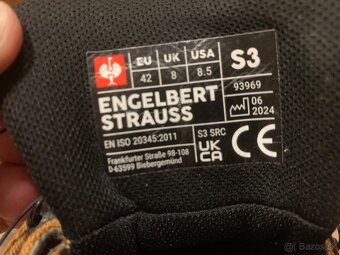 EU UK USA S3
42 8 8.5 93969
ENGELBERT
STRAUSS
06
2024
EN ISO 20345:2011 S3 SRC
Frankfurter Straße 98-108
D-63599 Biebergemünd
UK
CA
CE
© Bazos.sk